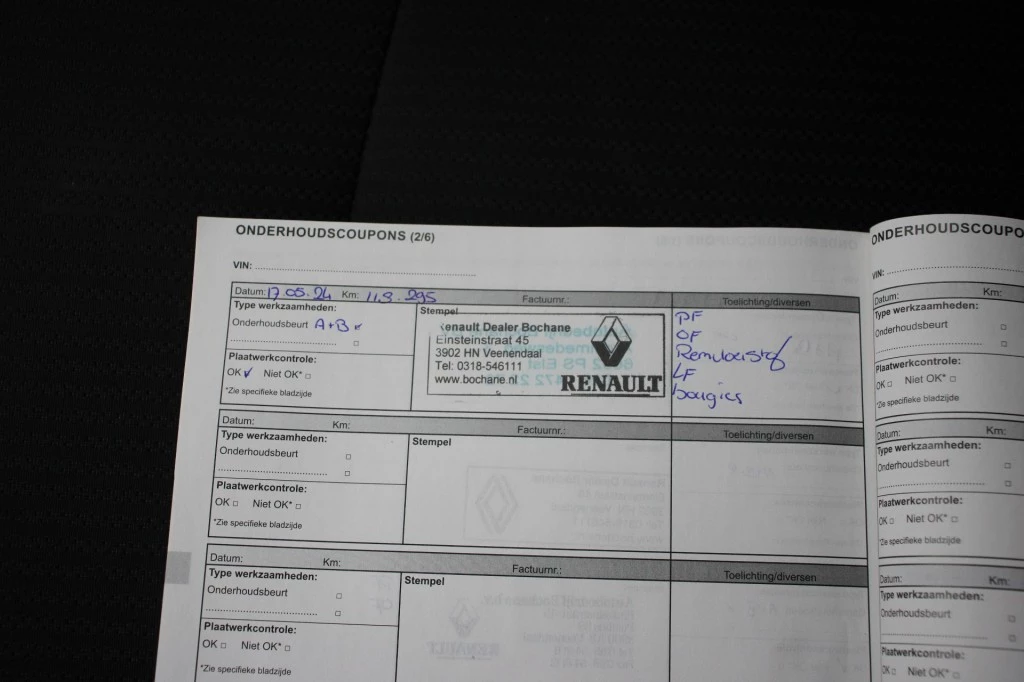 ONDERHOUDSCOUPONS (2/6)
VIN:
Datum: 17.05.24 Km: 119.295 Factuurnr.: Toelichting/diversen
Type werkzaamheden:
Onderhoudsbeurt A+B
Plaatwerkcontrole:
OK ✓ Niet OK* □
*Zie specifieke bladzijde
Stempel
Renault Dealer Bochane
Einsteinstraat 45
3902 HN Veenendaal
Tel: 0318-546111
www.bochane.nl
RENAULT
PF
OF
Remvloeistof
LF
bougies
Datum: Km: Factuurnr.: Toelichting/diversen
Type werkzaamheden:
Onderhoudsbeurt □
□
Plaatwerkcontrole:
OK □ Niet OK* □
*Zie specifieke bladzijde
Stempel
Datum: Km: Factuurnr.: Toelichting/diversen
Type werkzaamheden:
Onderhoudsbeurt □
□
Plaatwerkcontrole:
OK □ Niet OK* □
*Zie specifieke bladzijde
Stempel
ONDERHOUDSCOUPO
VIN:
Datum: Km:
Type werkzaamheden:
Onderhoudsbeurt □
□
Plaatwerkcontrole:
OK □ Niet OK* □
*Zie specifieke bladzijde
Datum: Km:
Type werkzaamheden:
Onderhoudsbeurt □
□
Plaatwerkcontrole:
OK □ Niet OK* □
*Zie specifieke bladzijde
Datum: Km:
Type werkzaamheden:
Onderhoudsbeurt □
□
Plaatwerkcontrole:
OK □ Niet OK* □